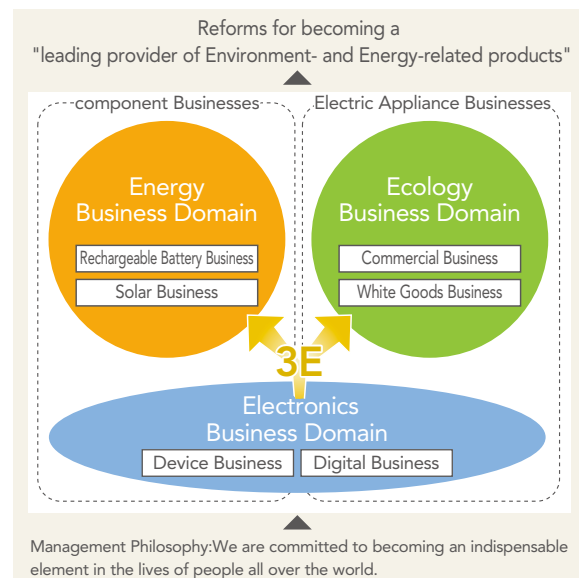 Reforms for becoming a
"leading provider of Environment- and Energy-related products"
component Businesses
Electric Appliance Businesses
Energy
Business Domain
Rechargeable Battery Business
Solar Business
Ecology
Business Domain
Commercial Business
White Goods Business
3E
Electronics
Business Domain
Device Business
Digital Business
Management Philosophy:We are committed to becoming an indispensable
element in the lives of people all over the world.